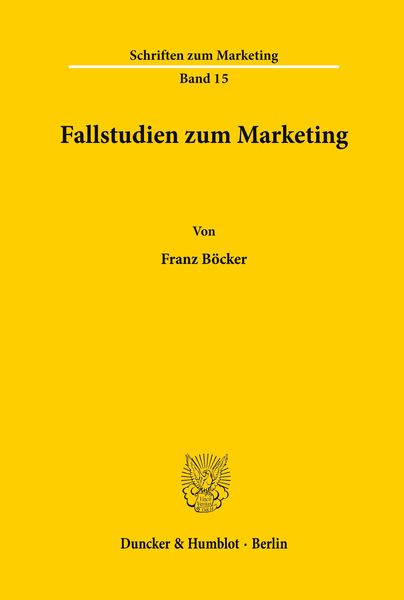 Schriften zum Marketing
Band 15
Fallstudien zum Marketing
Von
Franz Böcker
Duncker & Humblot · Berlin